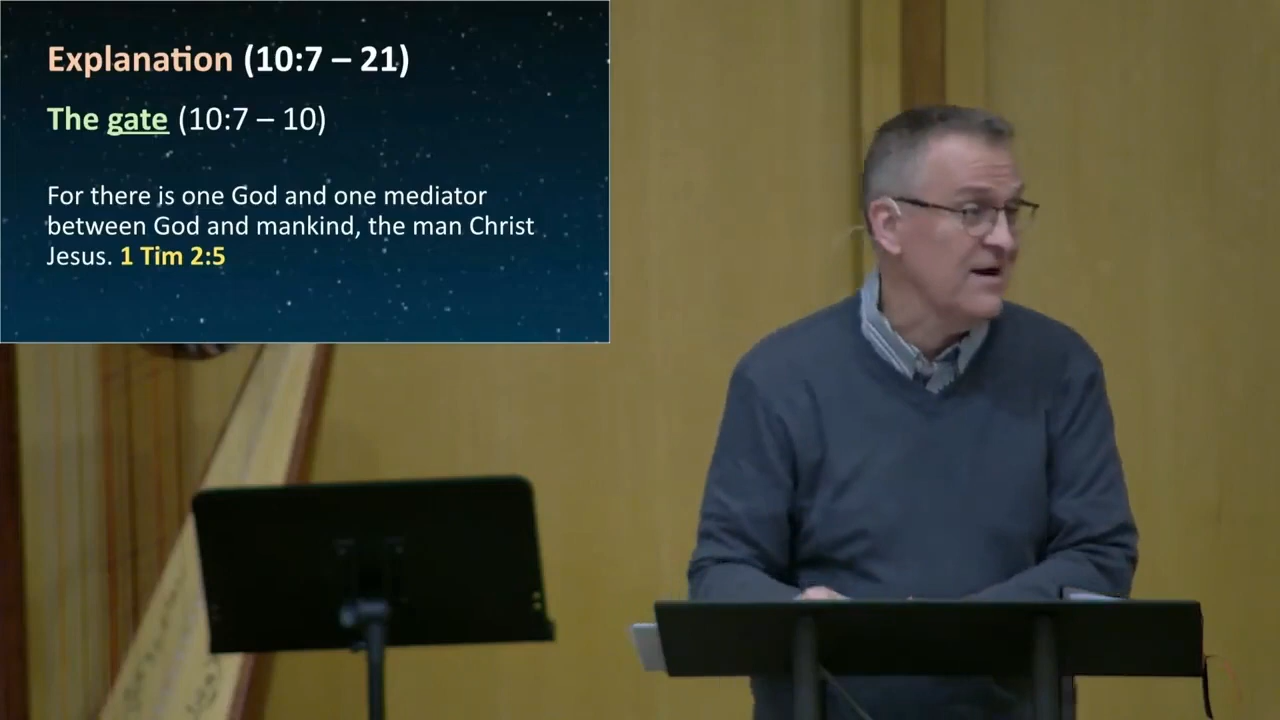 Explanation (10:7 – 21)
The gate (10:7 – 10)
For there is one God and one mediator
between God and mankind, the man Christ
Jesus. 1 Tim 2:5